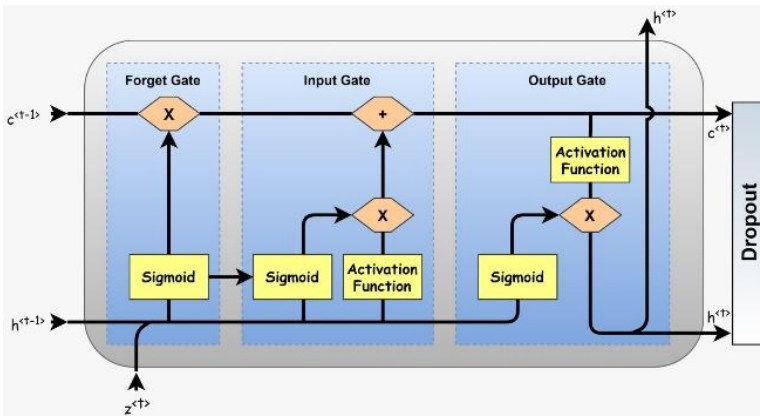 h<t>
Forget Gate
Input Gate
Output Gate
c<t-1>
X
+
c<t>
Activation
Function
X
X
Dropout
Sigmoid
Sigmoid
Activation
Function
Sigmoid
h<t-1>
h<t>
z<t>